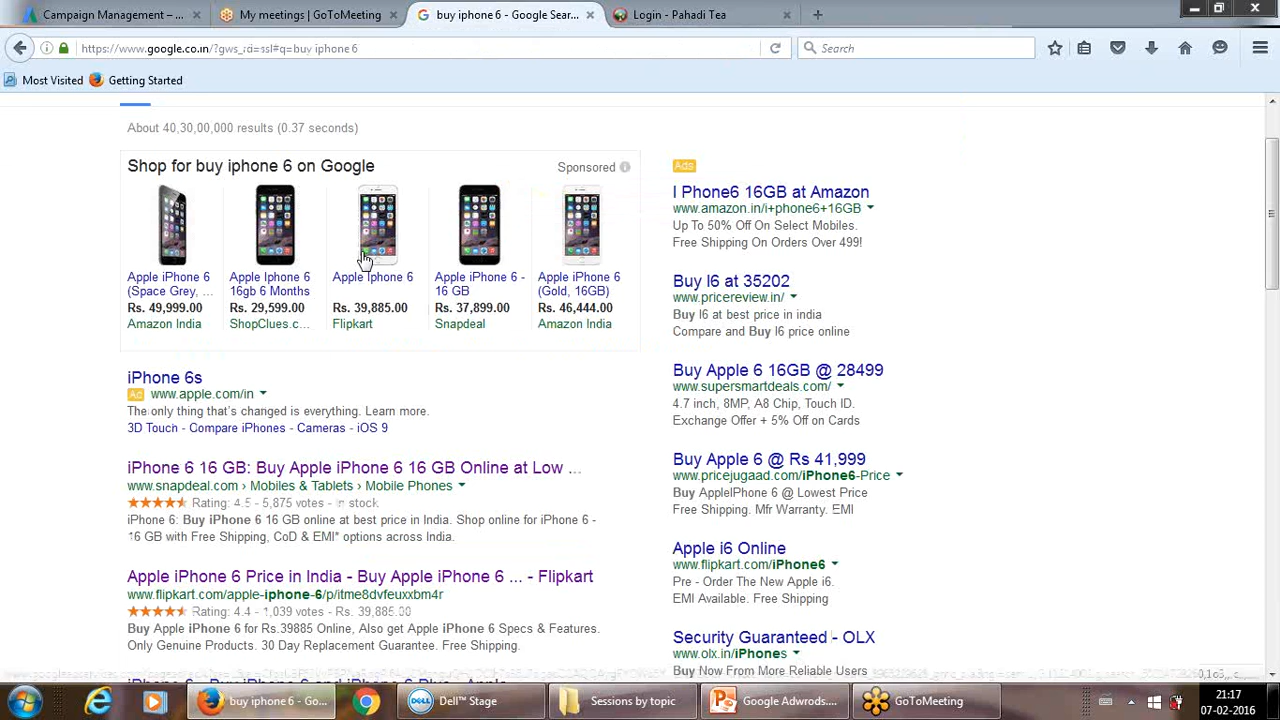 Campaign Management – ...
My meetings | GoToMeeting
buy iphone 6 - Google Sear...
Login - Pahadi Tea
https://www.google.co.in/?gws_rd=ssl#q=buy iphone 6
Search
Most Visited
Getting Started
About 40,30,00,000 results (0.37 seconds)
Shop for buy iphone 6 on Google
Sponsored
Apple iPhone 6 (Space Grey, ...
Rs. 49,999.00
Amazon India
Apple Iphone 6 16gb 6 Months
Rs. 29,599.00
ShopClues.c...
Apple Iphone 6
Rs. 39,885.00
Flipkart
Apple iPhone 6 - 16 GB
Rs. 37,899.00
Snapdeal
Apple iPhone 6 (Gold, 16GB)
Rs. 46,444.00
Amazon India
iPhone 6s
Ad www.apple.com/in
The only thing that's changed is everything. Learn more.
3D Touch - Compare iPhones - Cameras - iOS 9
iPhone 6 16 GB: Buy Apple iPhone 6 16 GB Online at Low ...
www.snapdeal.com › Mobiles & Tablets › Mobile Phones
Rating: 4.5 - 5,875 votes - In stock
iPhone 6: Buy iPhone 6 16 GB online at best price in India. Shop online for iPhone 6 -
16 GB with Free Shipping, CoD & EMI* options across India.
Apple iPhone 6 Price in India - Buy Apple iPhone 6 ... - Flipkart
www.flipkart.com/apple-iphone-6/p/itme8dvfeuxxbm4r
Rating: 4.4 - 1,039 votes - Rs. 39,885.00
Buy Apple iPhone 6 for Rs.39885 Online, Also get Apple iPhone 6 Specs & Features.
Only Genuine Products. 30 Day Replacement Guarantee. Free Shipping.
Ads
I Phone6 16GB at Amazon
www.amazon.in/i+phone6+16GB
Up To 50% Off On Select Mobiles.
Free Shipping On Orders Over 499!
Buy I6 at 35202
www.pricereview.in/
Buy I6 at best price in india
Compare and Buy I6 price online
Buy Apple 6 16GB @ 28499
www.supersmartdeals.com/
4.7 inch, 8MP, A8 Chip, Touch ID.
Exchange Offer + 5% Off on Cards
Buy Apple 6 @ Rs 41,999
www.pricejugaad.com/iPhone6-Price
Buy ApplelPhone 6 @ Lowest Price
Free Shipping. Mfr Warranty. EMI
Apple i6 Online
www.flipkart.com/iPhone6
Pre - Order The New Apple i6.
EMI Available. Free Shipping
Security Guaranteed - OLX
www.olx.in/iPhones
Buy Now From More Reliable Users
buy iphone 6 - Go...
DELL
Dell™ Stage
Sessions by topic
Google Adwrods....
GoToMeeting
21:17
07-02-2016